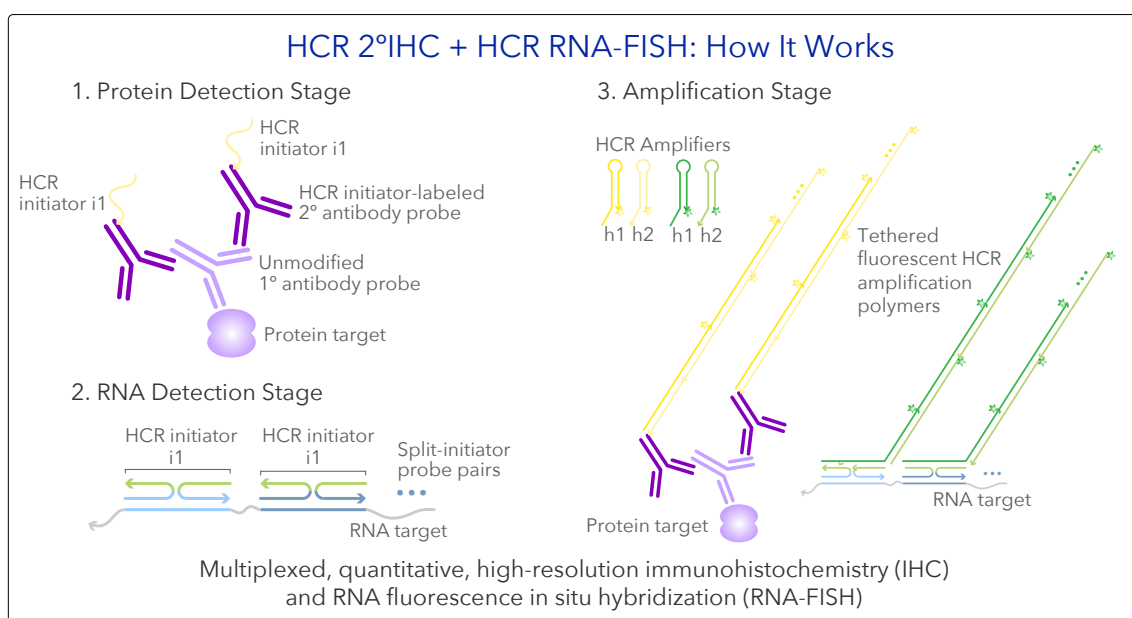 HCR 2°IHC + HCR RNA-FISH: How It Works
1. Protein Detection Stage
HCR
initiator i1
HCR
initiator i1
HCR initiator-labeled
2° antibody probe
Unmodified
1° antibody probe
Protein target
2. RNA Detection Stage
HCR initiator
i1
HCR initiator
i1
Split-initiator
probe pairs
RNA target
3. Amplification Stage
HCR Amplifiers
h1 h2 h1 h2
Tethered
fluorescent HCR
amplification
polymers
Protein target
RNA target
Multiplexed, quantitative, high-resolution immunohistochemistry (IHC)
and RNA fluorescence in situ hybridization (RNA-FISH)